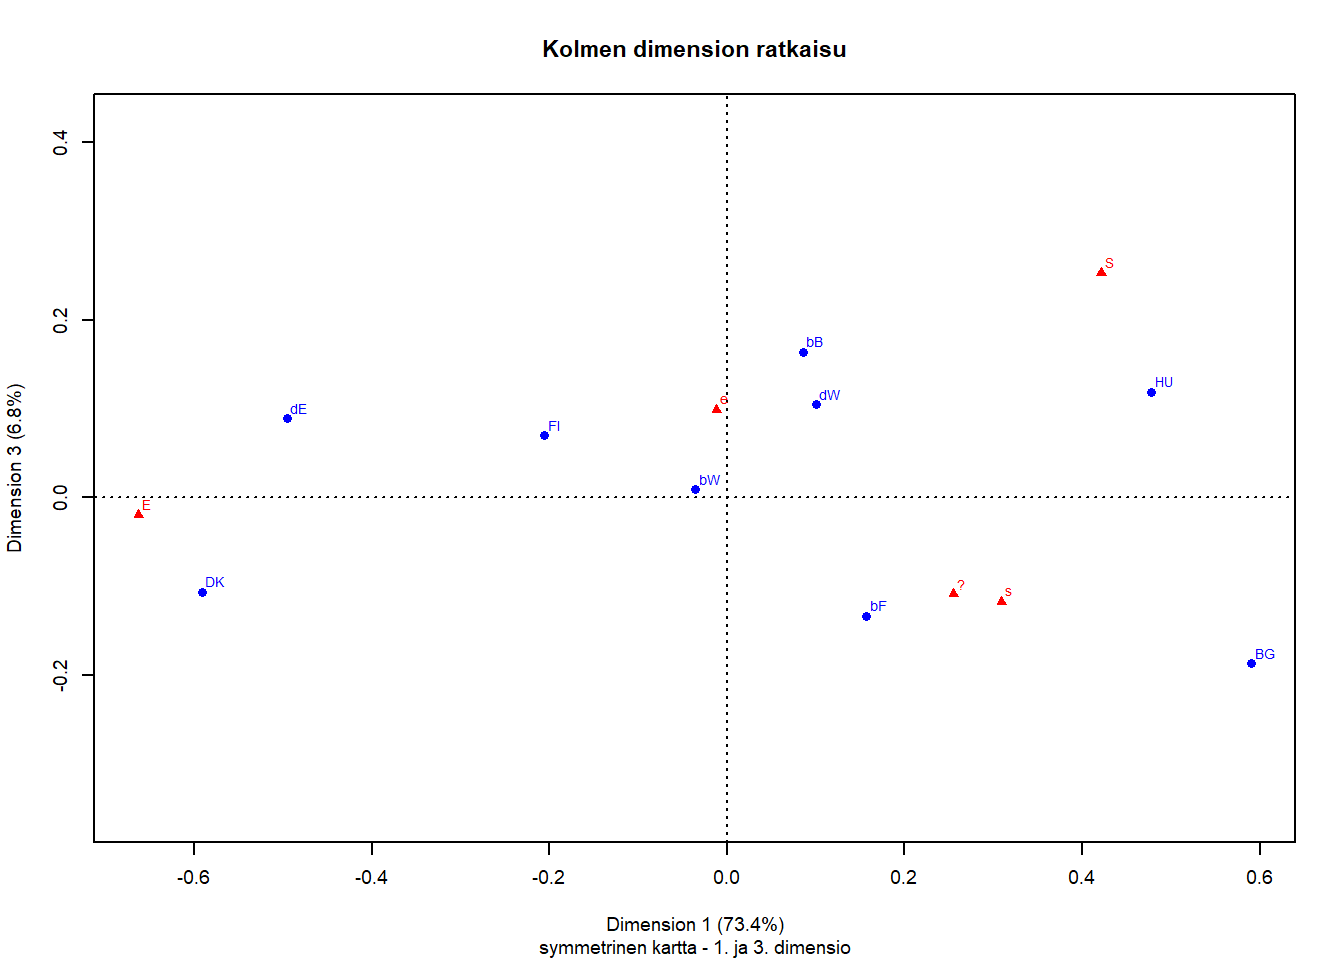 Kolmen dimension ratkaisu
0.4
0.2
0.0
-0.2
Dimension 3 (6.8%)
S
bB
HU
dW
e
dE
FI
bW
E
DK
?
s
bF
BG
-0.6
-0.4
-0.2
0.0
0.2
0.4
0.6
Dimension 1 (73.4%)
symmetrinen kartta - 1. ja 3. dimensio